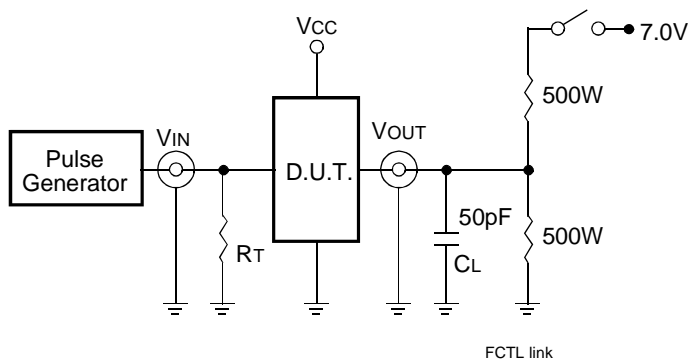 VCC
7.0V
500W
VIN
VOUT
Pulse
Generator
D.U.T.
50pF
500W
RT
CL
FCTL link